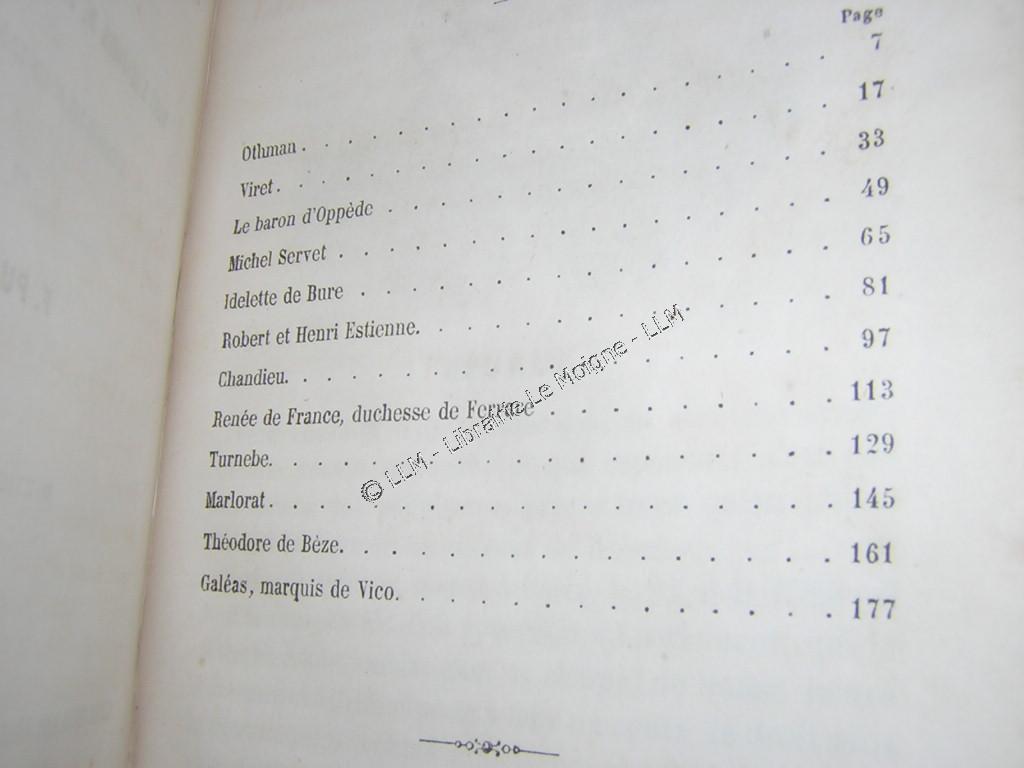 Page
Othman . . . . . . . . . . . . . . . . . 7
Viret. . . . . . . . . . . . . . . . . . 17
Le baron d'Oppède . . . . . . . . . . . . . . 33
Michel Servet . . . . . . . . . . . . . . . . 49
Idelette de Bure . . . . . . . . . . . . . . . 65
Robert et Henri Estienne. . . . . . . . . . . . . 81
Chandieu. . . . . . . . . . . . . . . . . 97
Renée de France, duchesse de Ferrare . . . . . . . . . 113
Turnebe. . . . . . . . . . . . . . . . . . 129
Marlorat. . . . . . . . . . . . . . . . . . 145
Théodore de Bèze. . . . . . . . . . . . . . . 161
Galéas, marquis de Vico. . . . . . . . . . . . . 177
© LLM - Librairie Le Moigne - LLM